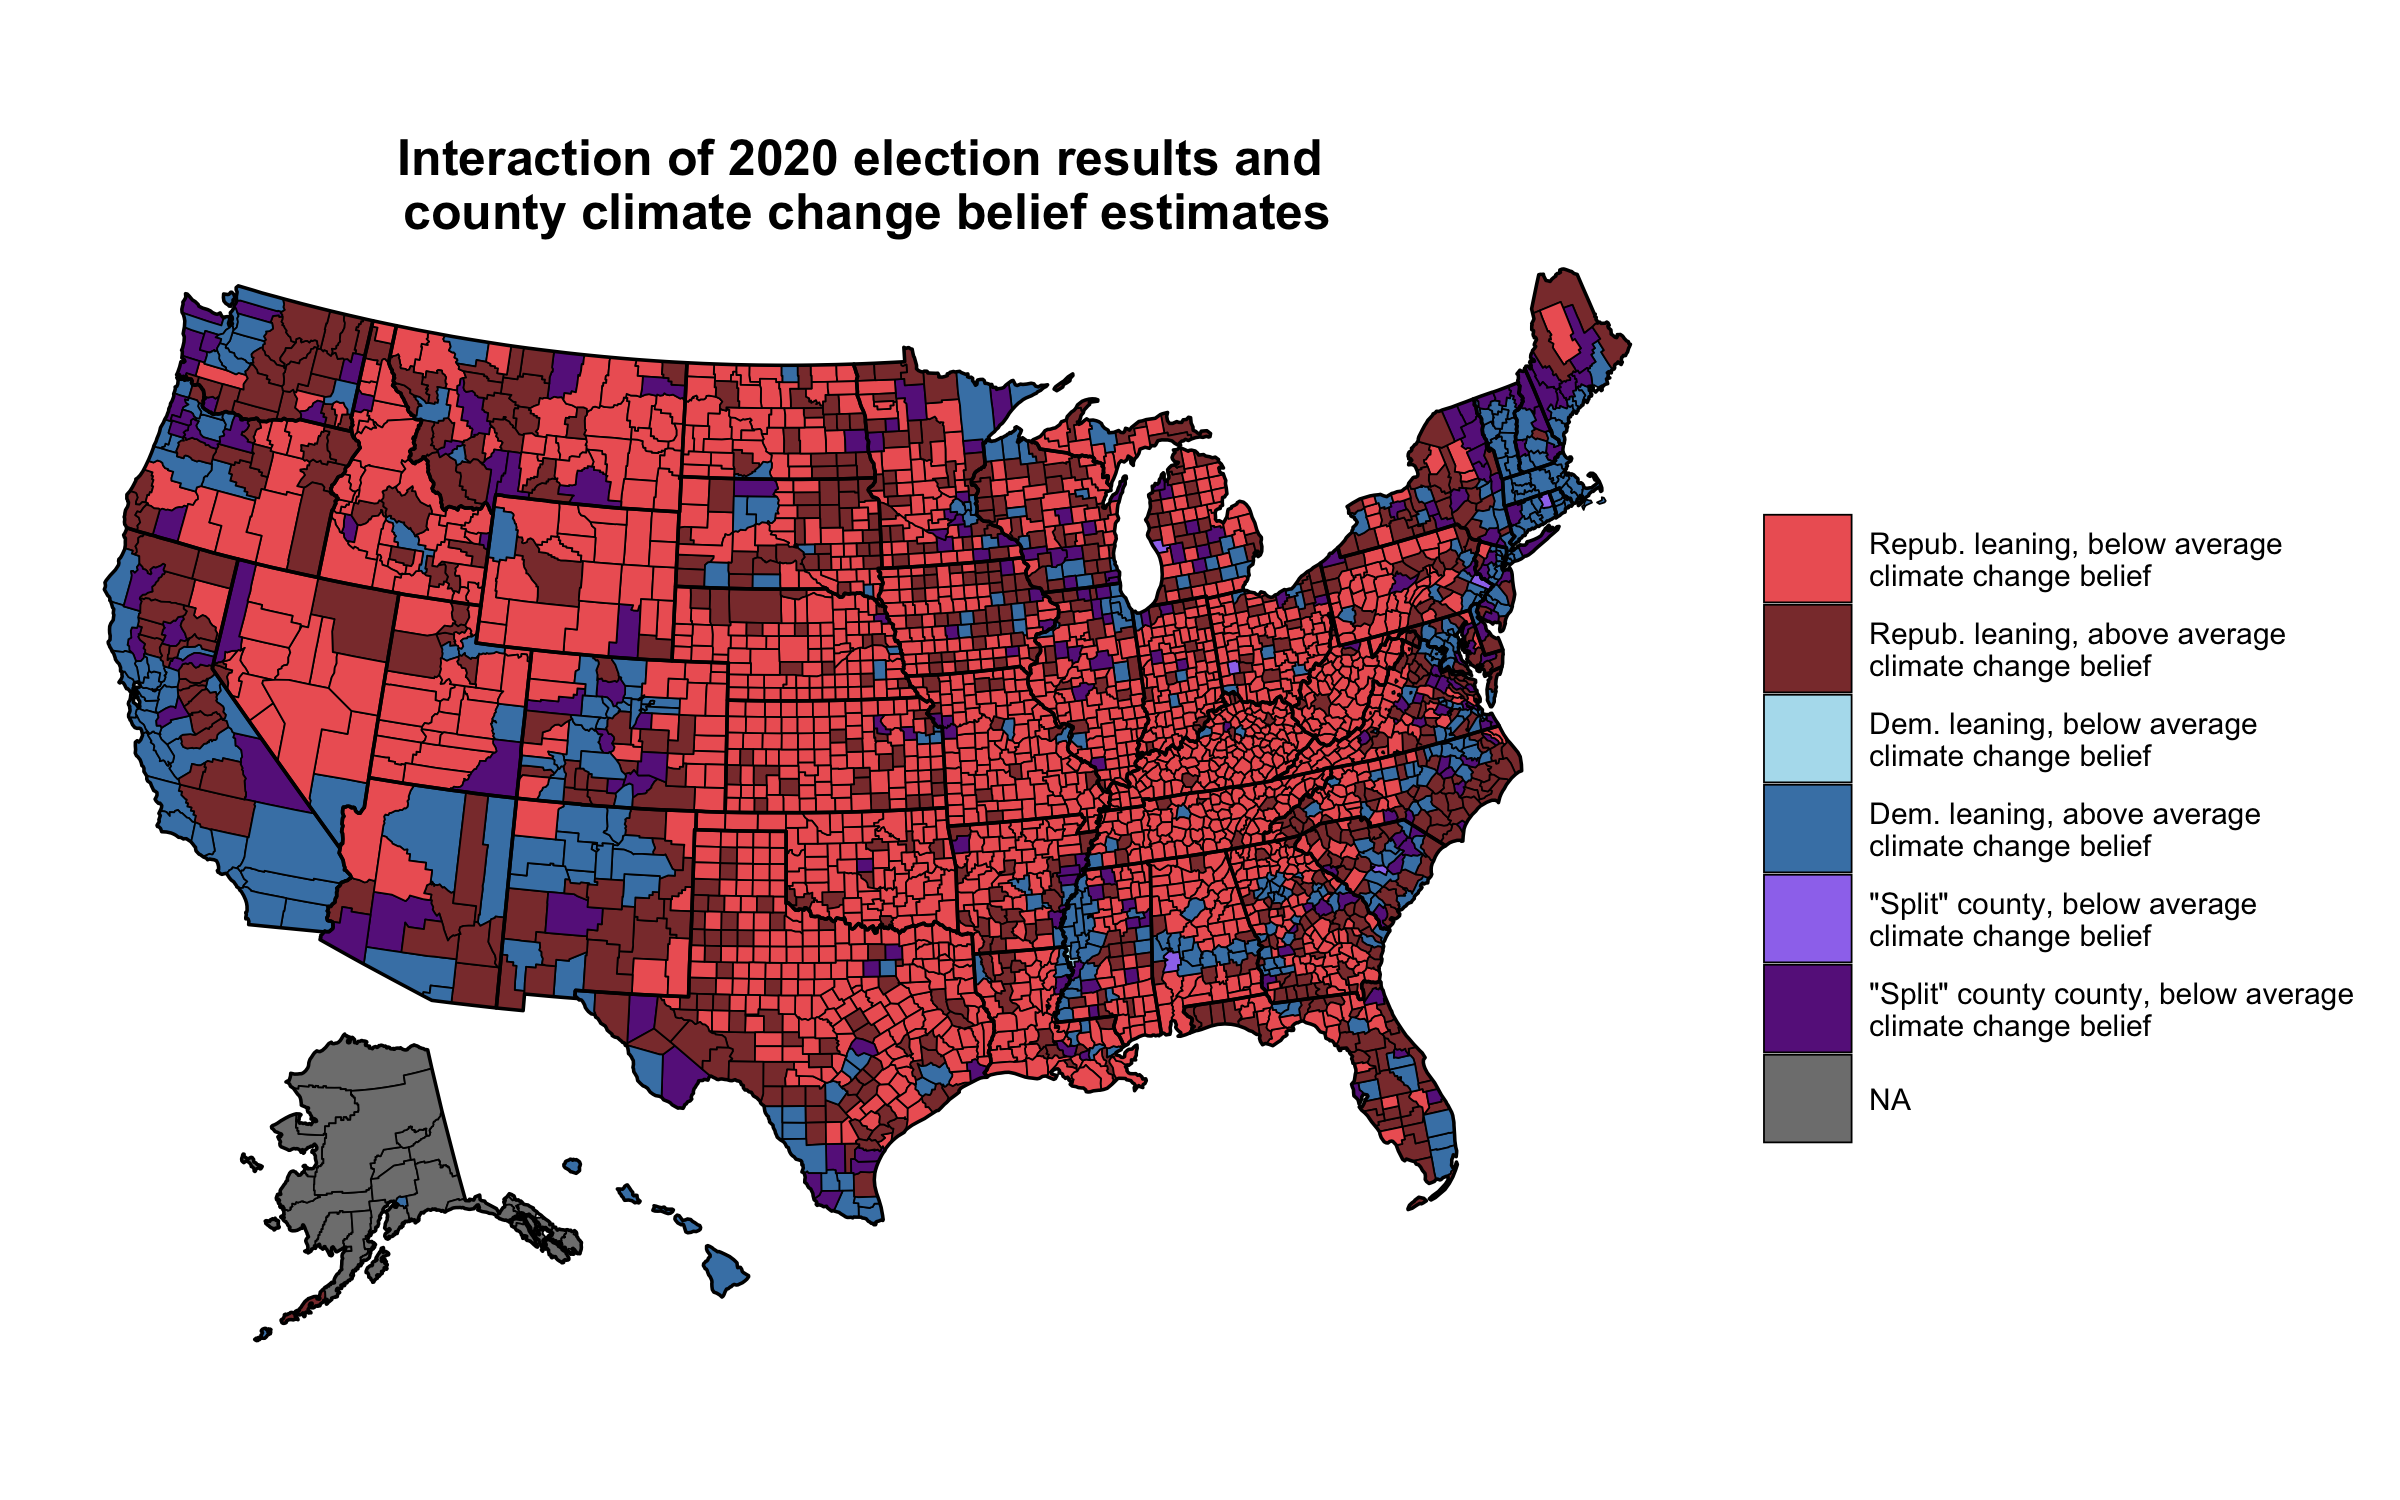 Interaction of 2020 election results and
county climate change belief estimates
Repub. leaning, below average
climate change belief
Repub. leaning, above average
climate change belief
Dem. leaning, below average
climate change belief
Dem. leaning, above average
climate change belief
"Split" county, below average
climate change belief
"Split" county county, below average
climate change belief
NA